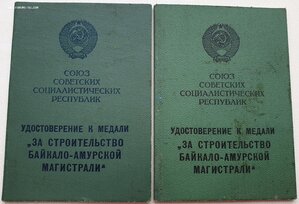 СОЮЗ
СОВЕТСКИХ
СОЦИАЛИСТИЧЕСКИХ
РЕСПУБЛИК
УДОСТОВЕРЕНИЕ К МЕДАЛИ
„ЗА СТРОИТЕЛЬСТВО
БАЙКАЛО-АМУРСКОЙ
МАГИСТРАЛИ"
СОЮЗ
СОВЕТСКИХ
СОЦИАЛИСТИЧЕСКИХ
РЕСПУБЛИК
УДОСТОВЕРЕНИЕ К МЕДАЛИ
„ЗА СТРОИТЕЛЬСТВО
БАЙКАЛО-АМУРСКОЙ
МАГИСТРАЛИ"